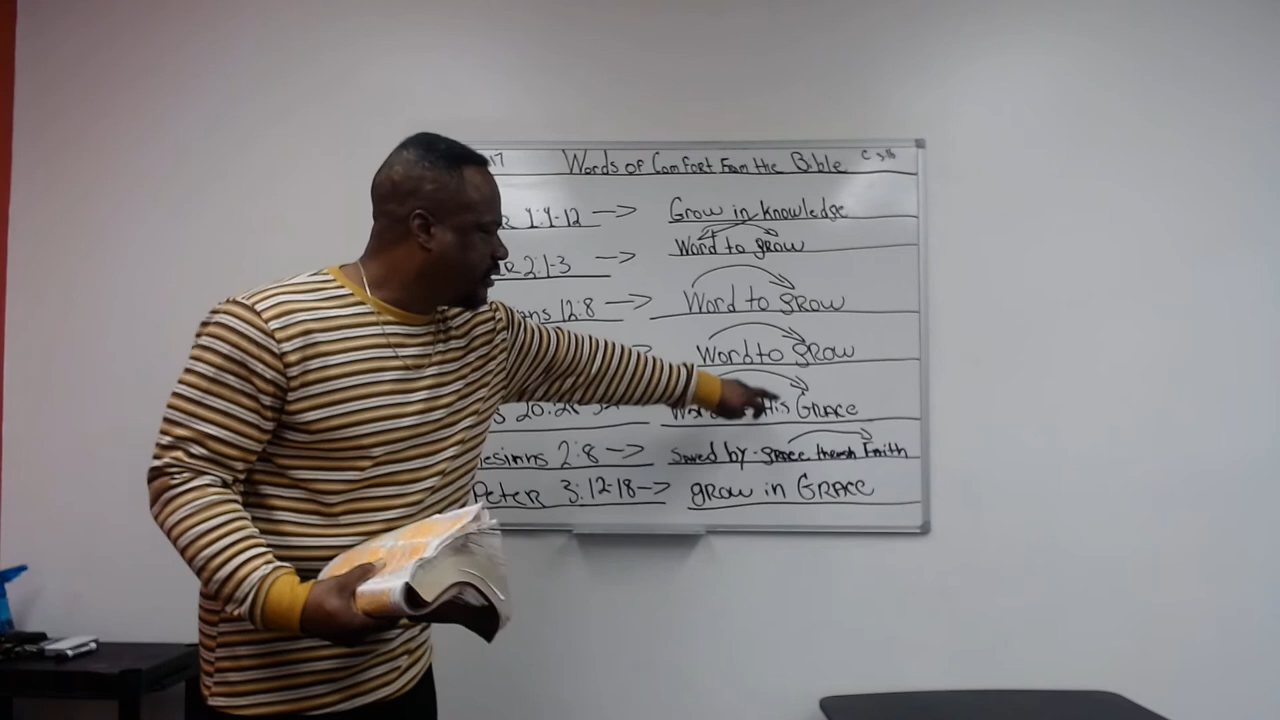 17 Words of Comfort From the Bible
R 1:4-12 → Grow in knowledge
R 2:1-3 → Word to grow
ns 12:8 → Word to gRow
Word to gRow
20: His GRACE
esians 2:8 → Saved by grace through Faith
Peter 3:12-18 → gRow in GRACE